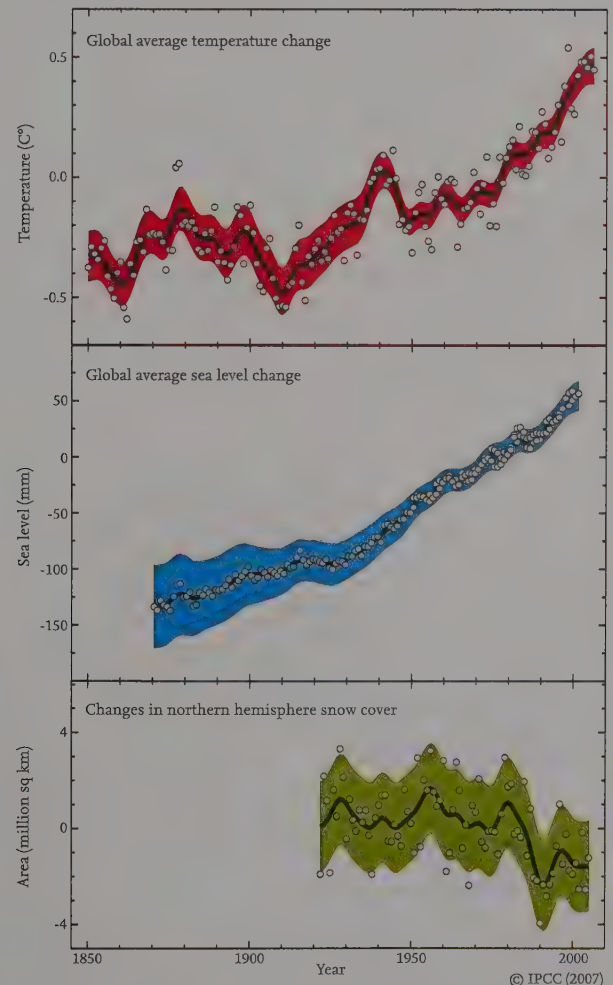 Global average temperature change
0.5
0.0
-0.5
Temperature (C°)
Global average sea level change
50
0
-50
-100
-150
Sea level (mm)
Changes in northern hemisphere snow cover
4
0
-4
Area (million sq km)
1850
1900
1950
2000
Year
© IPCC (2007)